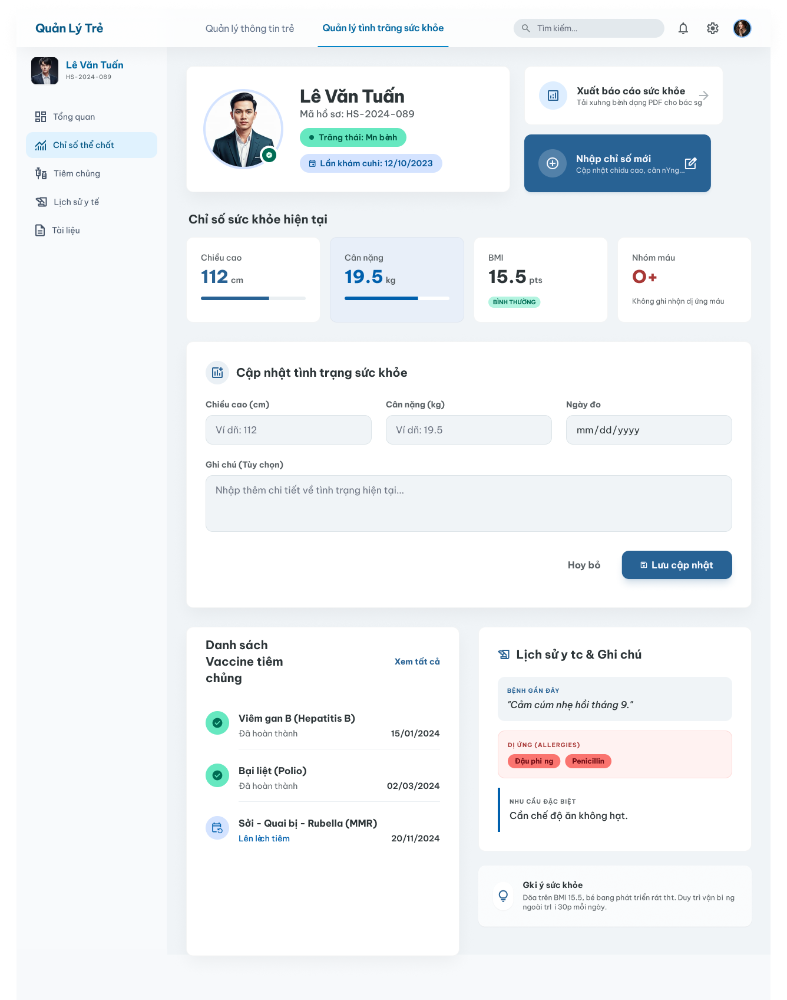 Quản Lý Trẻ
Quản lý thông tin trẻ
Quản lý tình trãng sức khỏe
Tìm kiếm...
Lê Văn Tuấn
HS-2024-089
Tổng quan
Chỉ số thể chất
Tiêm chủng
Lịch sử y tế
Tài liệu
Lê Văn Tuấn
Mã hồ sơ: HS-2024-089
Trãng thái: Mn bènh
Lần khám cuhi: 12/10/2023
Xuất báo cáo sức khỏe
Tải xuhng bành dạng PDF cho bác sg
Nhập chỉ số mới
Cập nhật chidu cao, cân nYng...
Chỉ số sức khỏe hiện tại
Chiều cao
112 cm
Cân nặng
19.5 kg
BMI
15.5 pts
BÌNH THƯỜNG
Nhóm máu
O+
Không ghi nhận dị ứng máu
Cập nhật tình trạng sức khỏe
Chiều cao (cm)
Cân nặng (kg)
Ngày đo
Ví dñ: 112
Ví dñ: 19.5
mm/dd/yyyy
Ghi chú (Tùy chọn)
Nhập thêm chi tiết về tình trạng hiện tại...
Hoy bỏ
Lưu cập nhật
Danh sách
Vaccine tiêm
chủng
Xem tất cả
Viêm gan B (Hepatitis B)
Đã hoàn thành
15/01/2024
Bại liệt (Polio)
Đã hoàn thành
02/03/2024
Sởi - Quai bị - Rubella (MMR)
Lên lèch tiêm
20/11/2024
Lịch sử y tc & Ghi chú
BỆNH GẦN ĐÂY
"Cảm cúm nhẹ hồi tháng 9."
DỊ ỨNG (ALLERGIES)
Đậu phi ng
Penicillin
NHU CẦU ĐẶC BIỆT
Cần chế độ ăn không hạt.
Gki ý sức khỏe
Dõa trên BMI 15.5, bé bang phát triển rát tht. Duy trì vận bi ng
ngoài trl i 30p mỗi ngày.